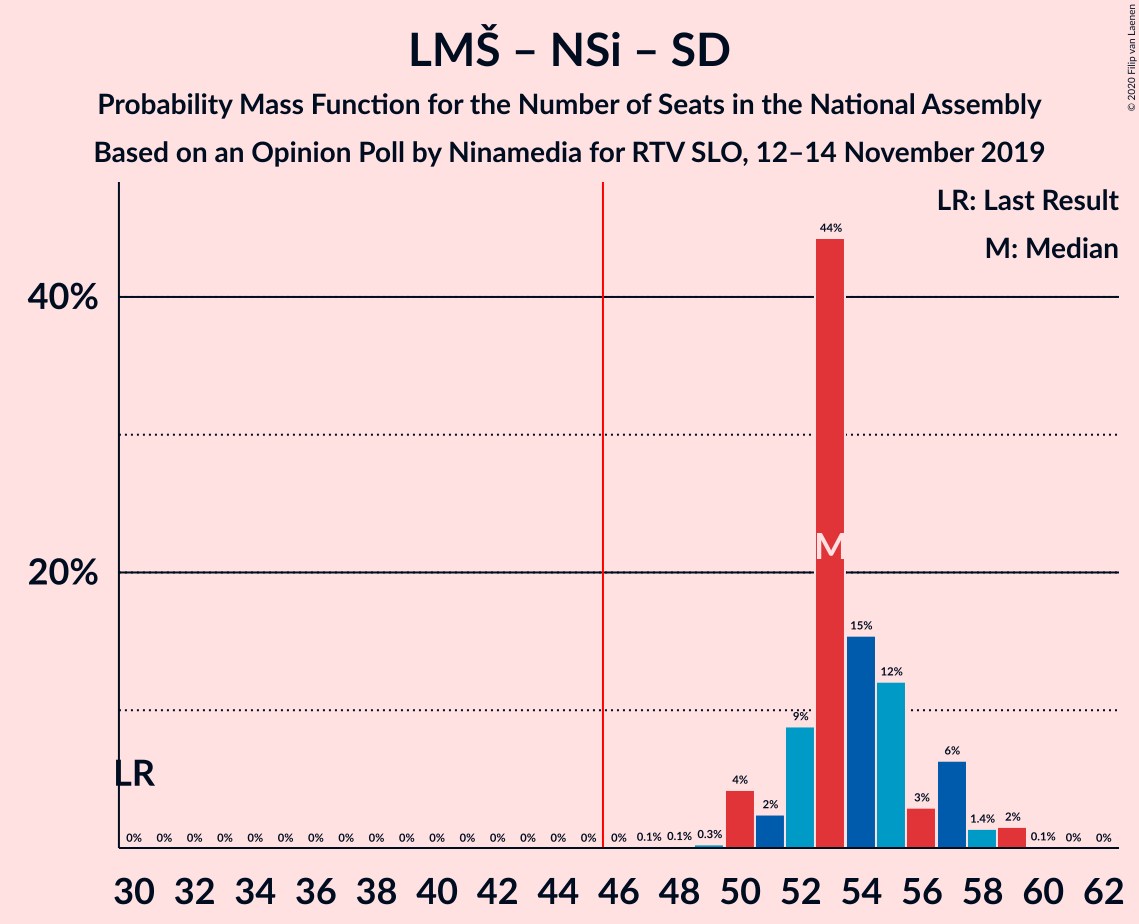 LMŠ – NSi – SD
Probability Mass Function for the Number of Seats in the National Assembly
Based on an Opinion Poll by Ninamedia for RTV SLO, 12–14 November 2019
© 2020 Filip van Laenen
LR: Last Result
M: Median
40%
20%
LR
M
0% 0% 0% 0% 0% 0% 0% 0% 0% 0% 0% 0% 0% 0% 0% 0% 0% 0.1% 0.1% 0.3% 4% 2% 9% 44% 15% 12% 3% 6% 1.4% 2% 0.1% 0% 0%
30 32 34 36 38 40 42 44 46 48 50 52 54 56 58 60 62